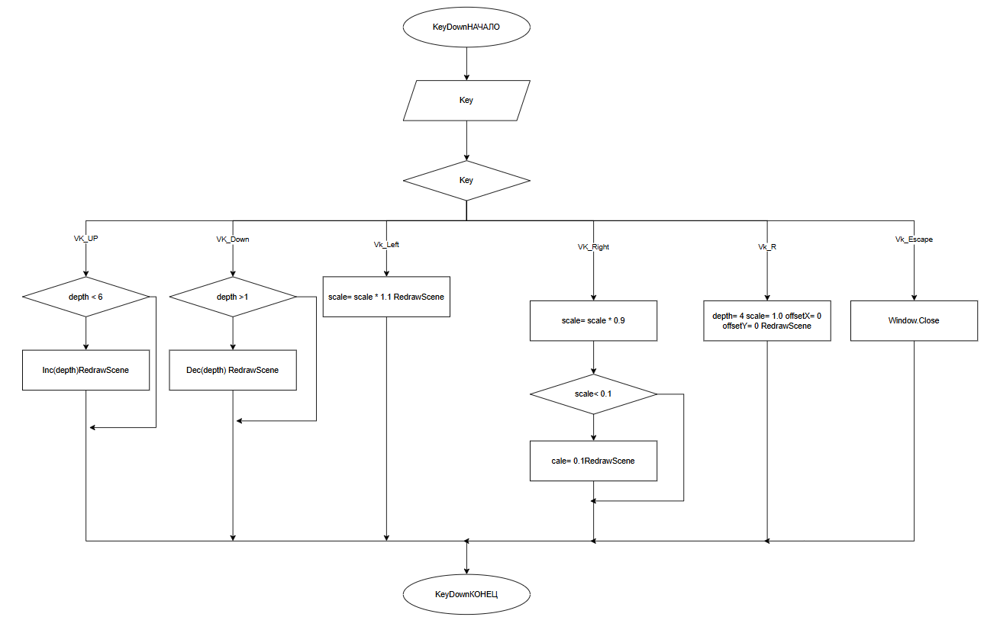 KeyDownНАЧАЛО
Key
Key
VK_UP
VK_Down
Vk_Left
VK_Right
Vk_R
Vk_Escape
depth < 6
depth >1
scale= scale * 1.1 RedrawScene
scale= scale * 0.9
depth= 4 scale= 1.0 offsetX= 0
offsetY= 0 RedrawScene
Window.Close
Inc(depth)RedrawScene
Dec(depth) RedrawScene
scale< 0.1
cale= 0.1RedrawScene
KeyDownКОНЕЦ